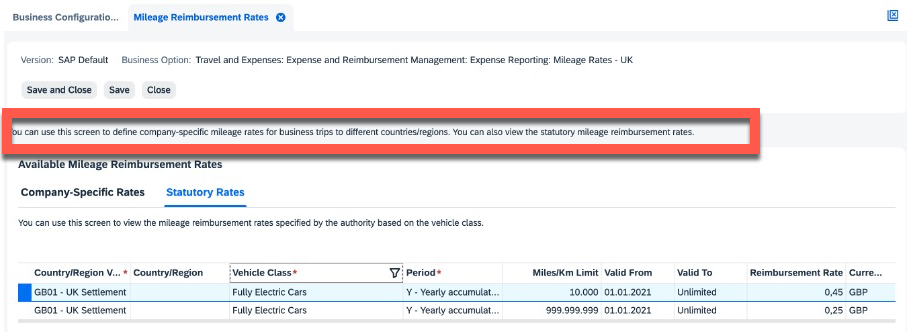 Business Configuratio... Mileage Reimbursement Rates
Version: SAP Default Business Option: Travel and Expenses: Expense and Reimbursement Management: Expense Reporting: Mileage Rates - UK
Save and Close Save Close
ou can use this screen to define company-specific mileage rates for business trips to different countries/regions. You can also view the statutory mileage reimbursement rates.
Available Mileage Reimbursement Rates
Company-Specific Rates Statutory Rates
You can use this screen to view the mileage reimbursement rates specified by the authority based on the vehicle class.
Country/Region V... * Country/Region Vehicle Class* Period* Miles/Km Limit Valid From Valid To Reimbursement Rate Curre...
GB01 - UK Settlement Fully Electric Cars Y - Yearly accumulat... 10.000 01.01.2021 Unlimited 0,45 GBP
GB01 - UK Settlement Fully Electric Cars Y - Yearly accumulat... 999.999.999 01.01.2021 Unlimited 0,25 GBP